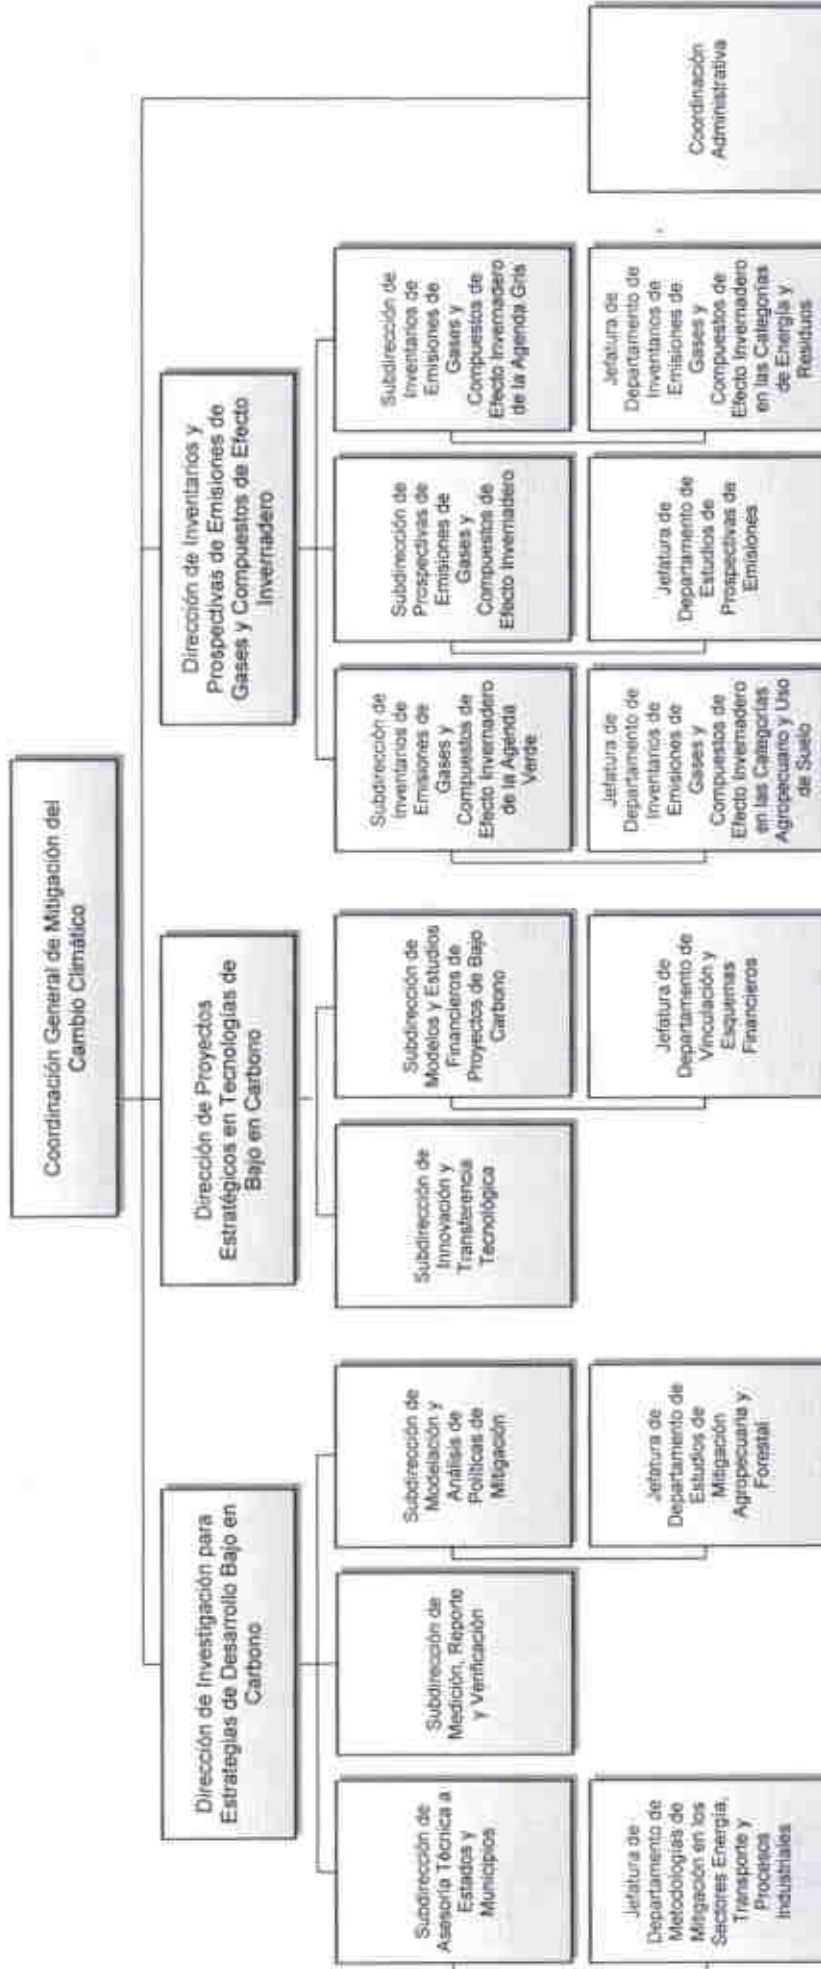 Coordinación General de Mitigación del
Cambio Climático
Dirección de Investigación para
Estrategias de Desarrollo Bajo en
Carbono
Dirección de Proyectos
Estratégicos en Tecnologías de
Bajo en Carbono
Dirección de Inventarios y
Prospectivas de Emisiones de
Gases y Compuestos de Efecto
Invernadero
Subdirección de
Asesoría Técnica a
Estados y
Municipios
Subdirección de
Medición, Reporte
y Verificación
Subdirección de
Modelación y
Análisis de
Políticas de
Mitigación
Subdirección de
Innovación y
Transferencia
Tecnológica
Subdirección de
Modelos y Estudios
Financieros de
Proyectos de Bajo
Carbono
Subdirección de
Inventarios de
Emisiones de
Gases y
Compuestos de
Efecto Invernadero
de la Agenda
Verde
Subdirección de
Prospectivas de
Emisiones de
Gases y
Compuestos de
Efecto Invernadero
Subdirección de
Inventarios de
Emisiones de
Gases y
Compuestos de
Efecto Invernadero
de la Agenda Gris
Jefatura de
Departamento de
Metodologías de
Mitigación en los
Sectores Energía,
Transporte y
Procesos
Industriales
Jefatura de
Departamento de
Estudios de
Mitigación
Agropecuaria y
Forestal
Jefatura de
Departamento de
Vinculación y
Esquemas
Financieros
Jefatura de
Departamento de
Inventarios de
Emisiones de
Gases y
Compuestos de
Efecto Invernadero
en las Categorías
Agropecuario y Uso
de Suelo
Jefatura de
Departamento de
Estudios de
Prospectivas de
Emisiones
Jefatura de
Departamento de
Inventarios de
Emisiones de
Gases y
Compuestos de
Efecto Invernadero
en las Categorías
de Energía y
Residuos
Coordinación
Administrativa